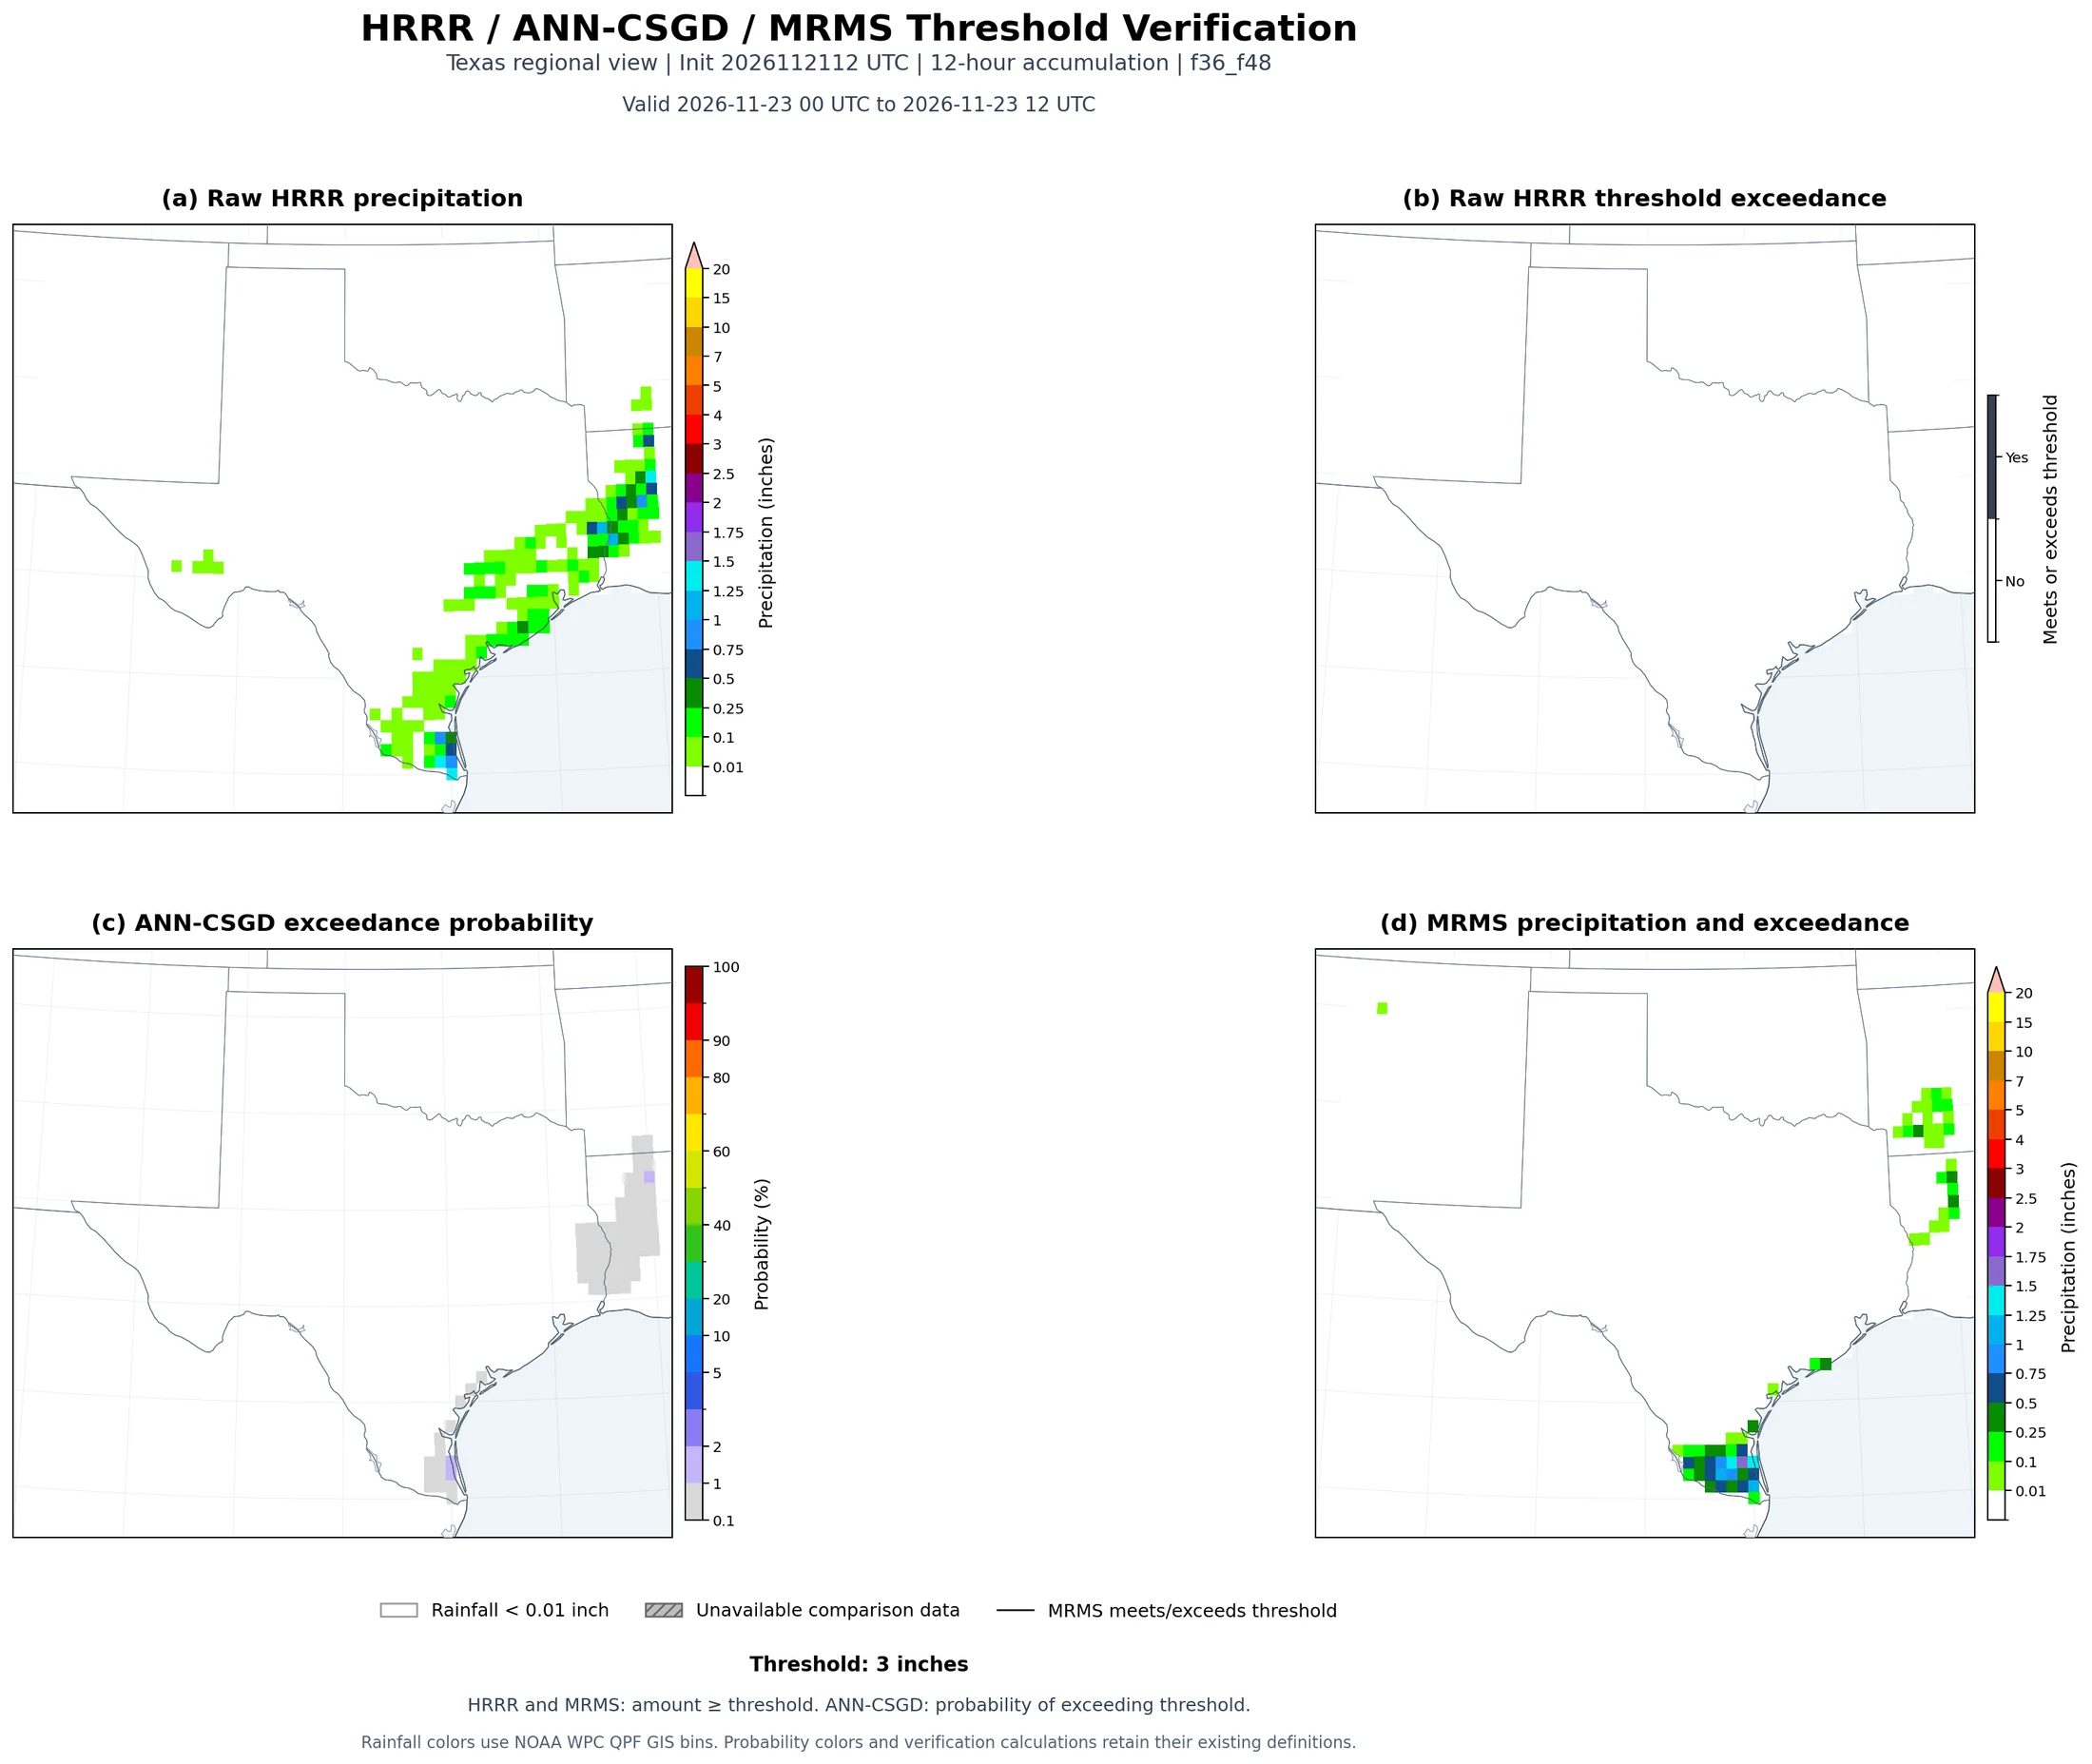 HRRR / ANN-CSGD / MRMS Threshold Verification
Texas regional view | Init 2026112112 UTC | 12-hour accumulation | f36_f48
Valid 2026-11-23 00 UTC to 2026-11-23 12 UTC
(a) Raw HRRR precipitation
20
15
10
7
5
4
3
2.5
2
1.75
1.5
1.25
1
0.75
0.5
0.25
0.1
0.01
Precipitation (inches)
(b) Raw HRRR threshold exceedance
Yes
No
Meets or exceeds threshold
(c) ANN-CSGD exceedance probability
100
90
80
60
40
20
10
5
2
1
0.1
Probability (%)
(d) MRMS precipitation and exceedance
20
15
10
7
5
4
3
2.5
2
1.75
1.5
1.25
1
0.75
0.5
0.25
0.1
0.01
Precipitation (inches)
Rainfall < 0.01 inch
Unavailable comparison data
MRMS meets/exceeds threshold
Threshold: 3 inches
HRRR and MRMS: amount ≥ threshold. ANN-CSGD: probability of exceeding threshold.
Rainfall colors use NOAA WPC QPF GIS bins. Probability colors and verification calculations retain their existing definitions.